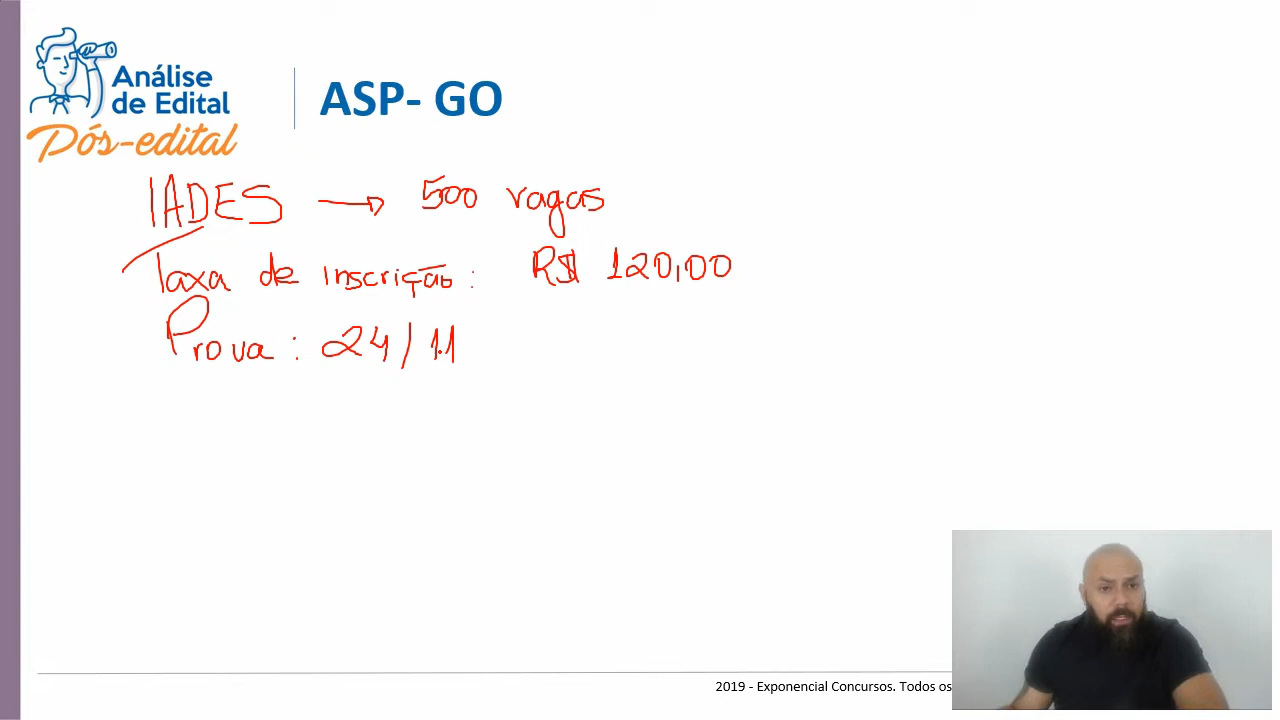 Análise
de Edital
Pós-edital
ASP- GO
IADES → 500 vagas
Taxa de inscrição: R$ 120,00
Prova: 24/11
2019 - Exponencial Concursos. Todos os